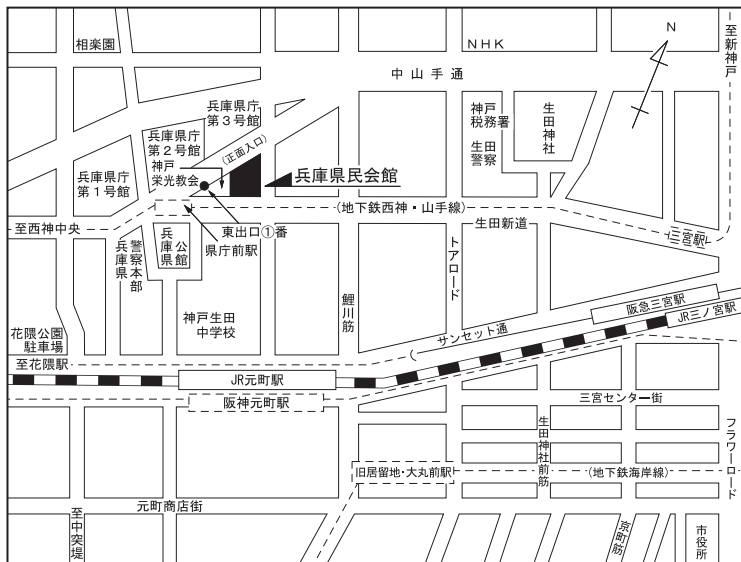 相楽園
NHK
N
至新神戸
中山手通
兵庫県庁
第3号館
神戸
税務署
生田
警察
生田神社
兵庫県庁
第2号館
(正面入口)
神戸
栄光教会
兵庫県庁
第1号館
兵庫県民会館
(地下鉄西神・山手線)
至西神中央
東出口①番
県庁前駅
生田新道
三宮駅
兵庫県
警察本部
兵庫県
公館
トアロード
鯉川筋
神戸生田
中学校
阪急三宮駅
JR三ノ宮駅
サンセット通
花隈公園
駐車場
至花隈駅
JR元町駅
阪神元町駅
三宮センター街
生田神社前筋
フラワーロード
旧居留地・大丸前駅
(地下鉄海岸線)
元町商店街
至中突堤
京町筋
市役所